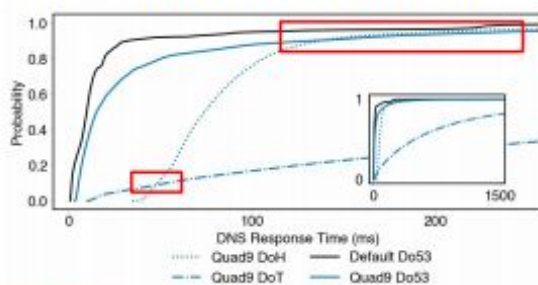 1.0
0.8
0.6
0.4
0.2
0.0
Probability
1
0
0 1500
0 100 200
DNS Response Time (ms)
Quad9 DoH Default Do53
Quad9 DoT Quad9 Do53